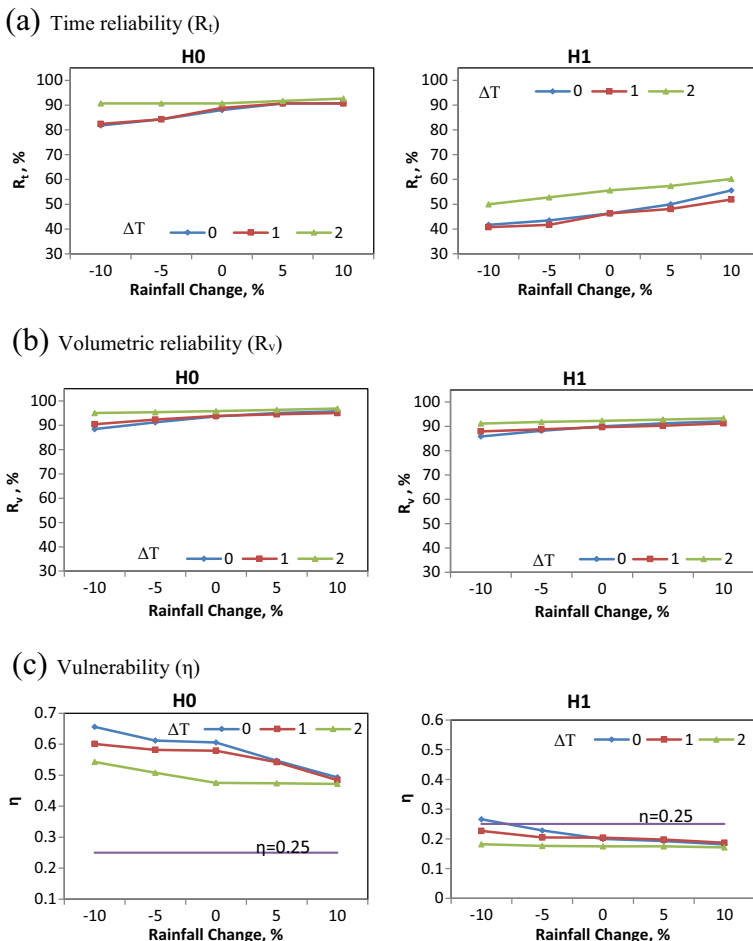 (a) Time reliability (Rt)
H0
100
90
80
70
60
50
40
30
Rt, %
ΔT 0 1 2
-10 -5 0 5 10
Rainfall Change, %
H1
100
90
80
70
60
50
40
30
Rt, %
ΔT 0 1 2
-10 -5 0 5 10
Rainfall Change, %
(b) Volumetric reliability (Rv)
H0
100
90
80
70
60
50
40
30
Rv, %
ΔT 0 1 2
-10 -5 0 5 10
Rainfall Change, %
H1
100
90
80
70
60
50
40
30
Rv, %
ΔT 0 1 2
-10 -5 0 5 10
Rainfall Change, %
(c) Vulnerability (η)
H0
0.7
0.6
0.5
0.4
0.3
0.2
0.1
η
ΔT 0 1 2
η=0.25
-10 -5 0 5 10
Rainfall Change, %
H1
0.6
0.5
0.4
0.3
0.2
0.1
0
η
ΔT 0 1 2
η=0.25
-10 -5 0 5 10
Rainfall Change, %